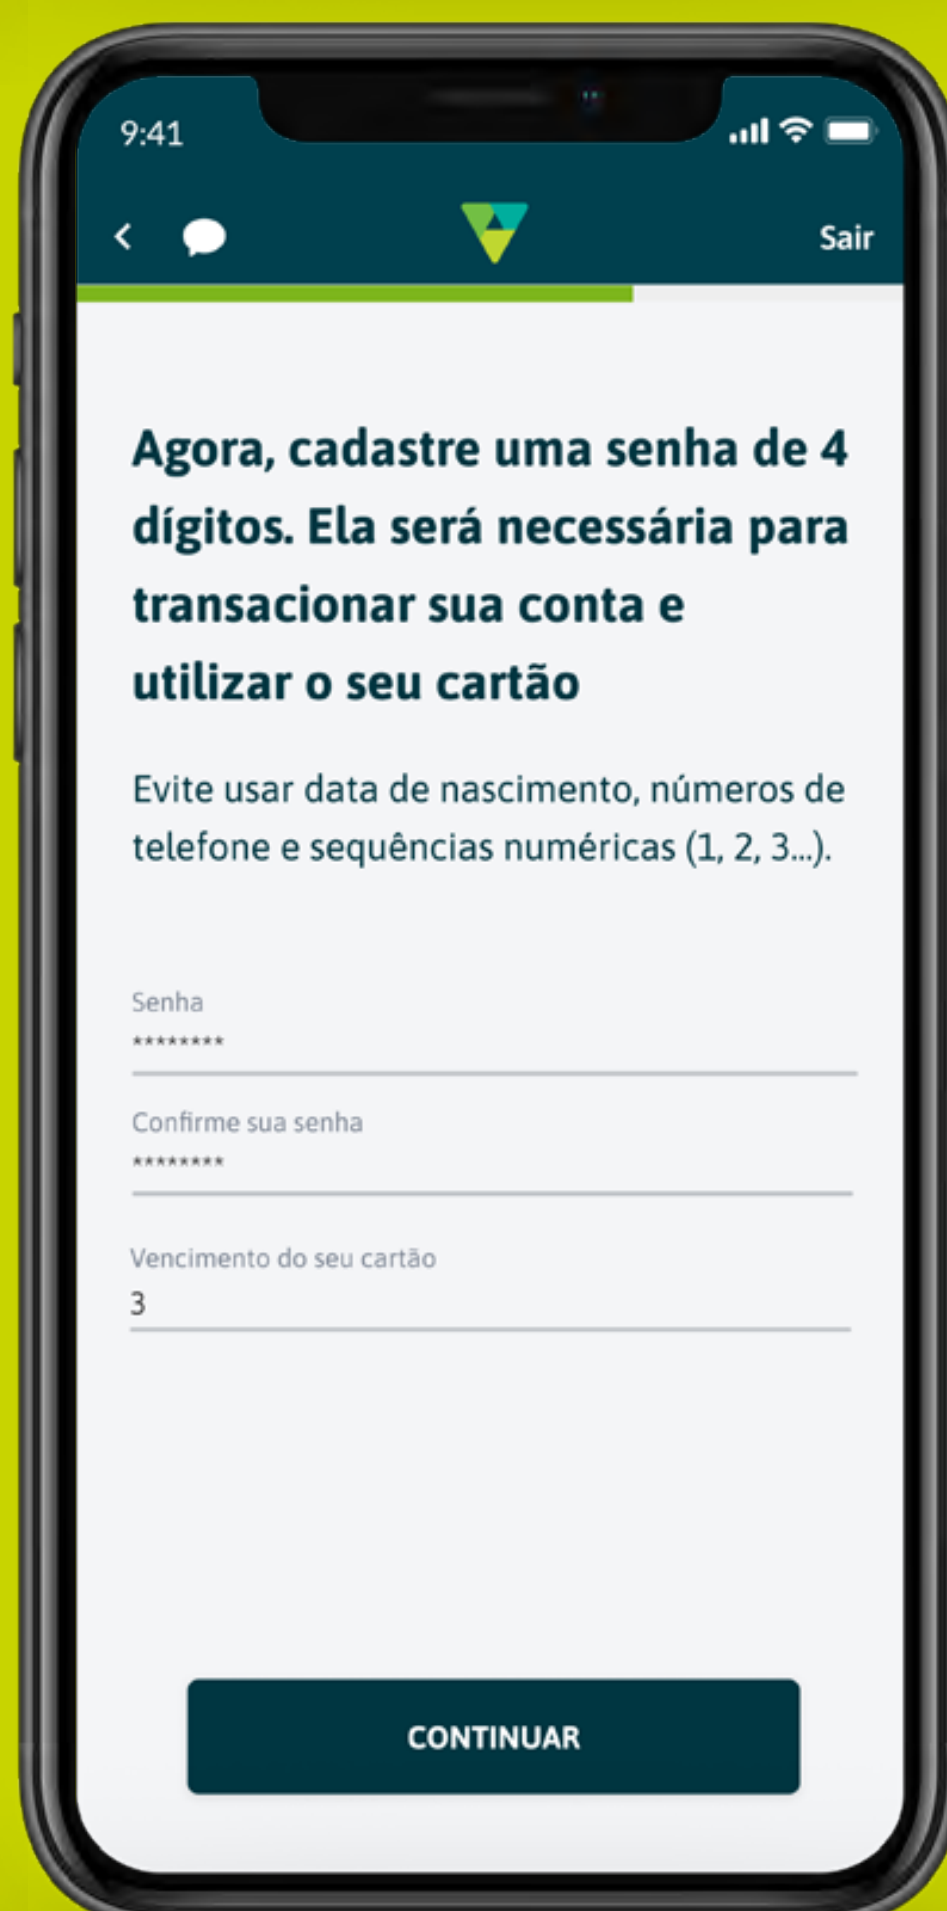 9:41
Sair
Agora, cadastre uma senha de 4
dígitos. Ela será necessária para
transacionar sua conta e
utilizar o seu cartão
Evite usar data de nascimento, números de
telefone e sequências numéricas (1, 2, 3...).
Senha
********
Confirme sua senha
********
Vencimento do seu cartão
3
CONTINUAR